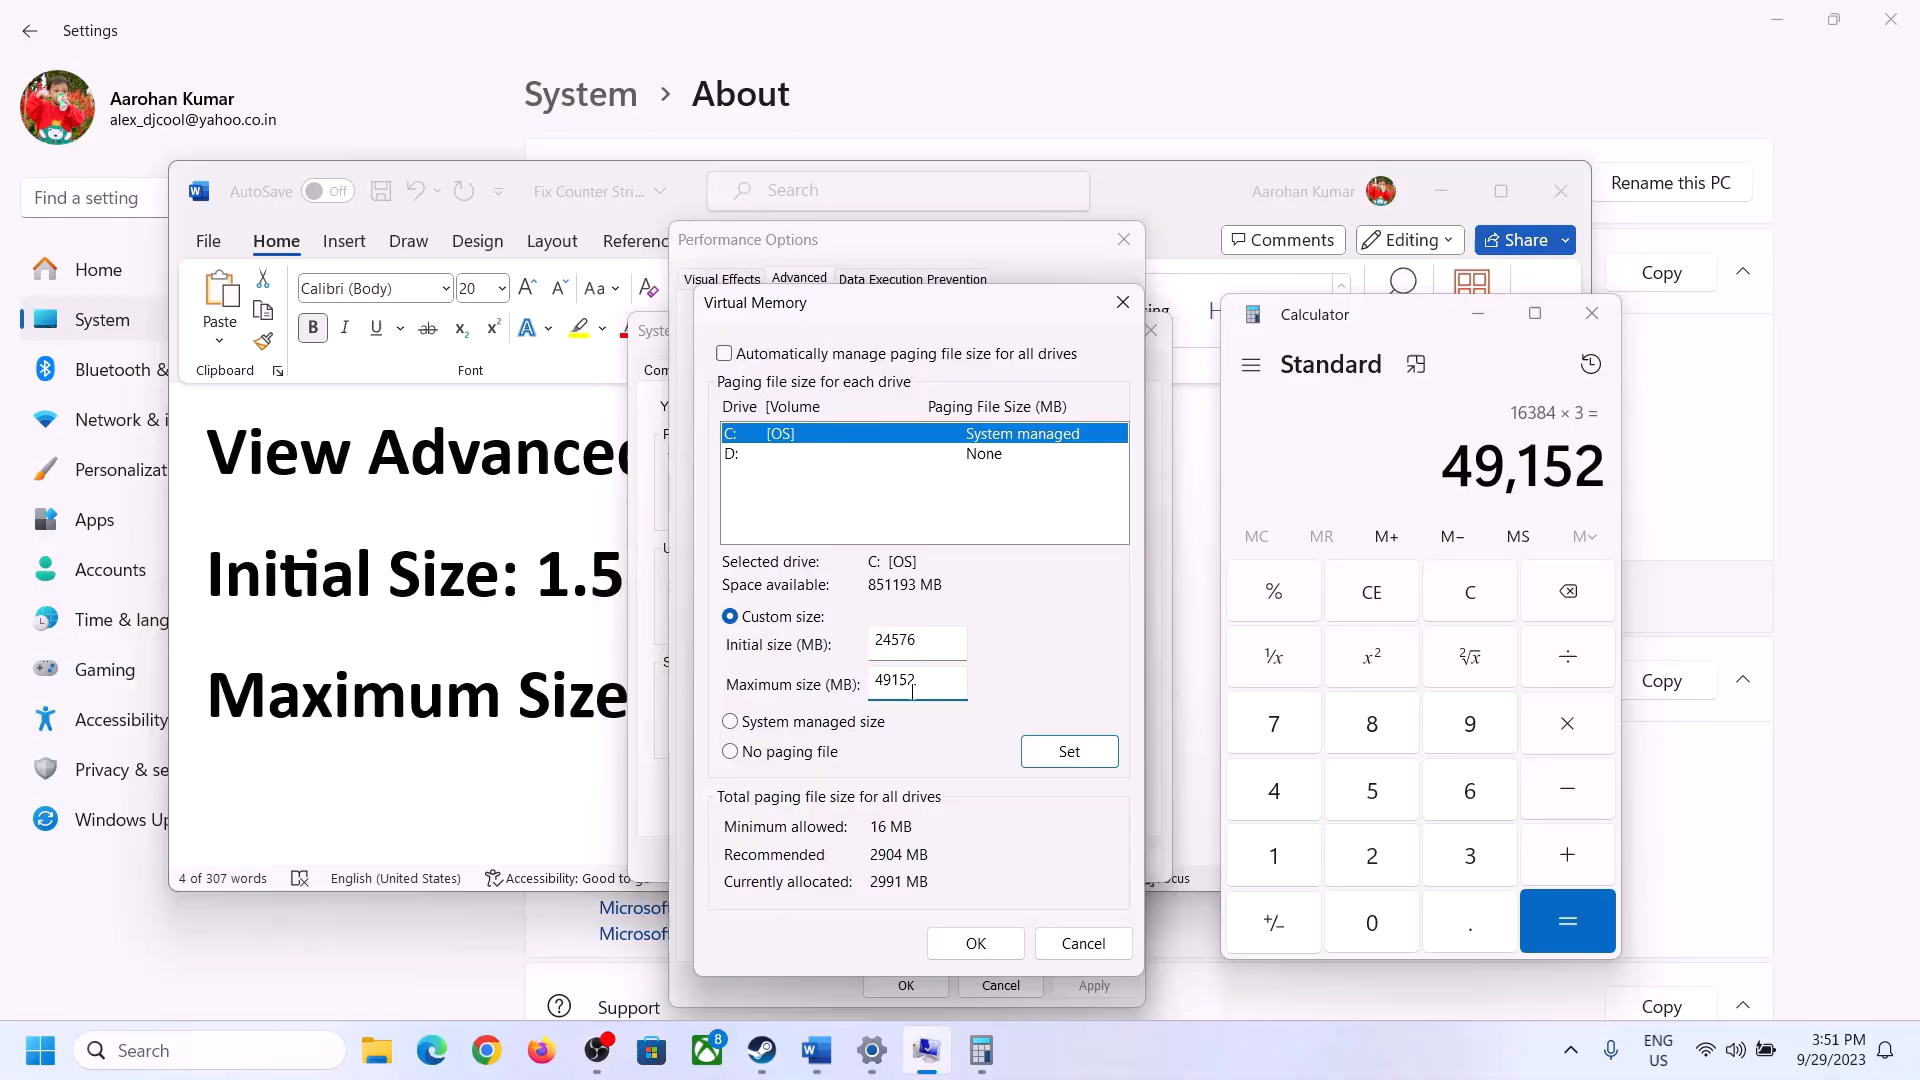 Settings
Aarohan Kumar
alex_djcool@yahoo.co.in
System > About
Find a setting
Rename this PC
Home
System
Bluetooth &
Network & i
Personalizat
Apps
Accounts
Time & lang
Gaming
Accessibility
Privacy & se
Windows Up
Copy
Copy
Copy
Microsof
Microsof
Support
AutoSave Off
Fix Counter Stri...
Search
Aarohan Kumar
File Home Insert Draw Design Layout Referenc
Comments Editing Share
Paste
Calibri (Body) 20
Clipboard
Font
View Advanced
Initial Size: 1.5
Maximum Size
4 of 307 words
English (United States)
Accessibility: Good to g
Performance Options
Visual Effects Advanced Data Execution Prevention
Virtual Memory
Automatically manage paging file size for all drives
Paging file size for each drive
Drive [Volume Paging File Size (MB)
C: [OS] System managed
D: None
Selected drive: C: [OS]
Space available: 851193 MB
Custom size:
Initial size (MB): 24576
Maximum size (MB): 49152
System managed size
No paging file
Set
Total paging file size for all drives
Minimum allowed: 16 MB
Recommended 2904 MB
Currently allocated: 2991 MB
OK Cancel
OK Cancel Apply
Calculator
Standard
16384 × 3 =
49,152
MC MR M+ M− MS M
% CE C
¹/x x² ²√x ÷
7 8 9 ×
4 5 6 −
1 2 3 +
+/− 0 . =
Search
8
ENG
US
3:51 PM
9/29/2023